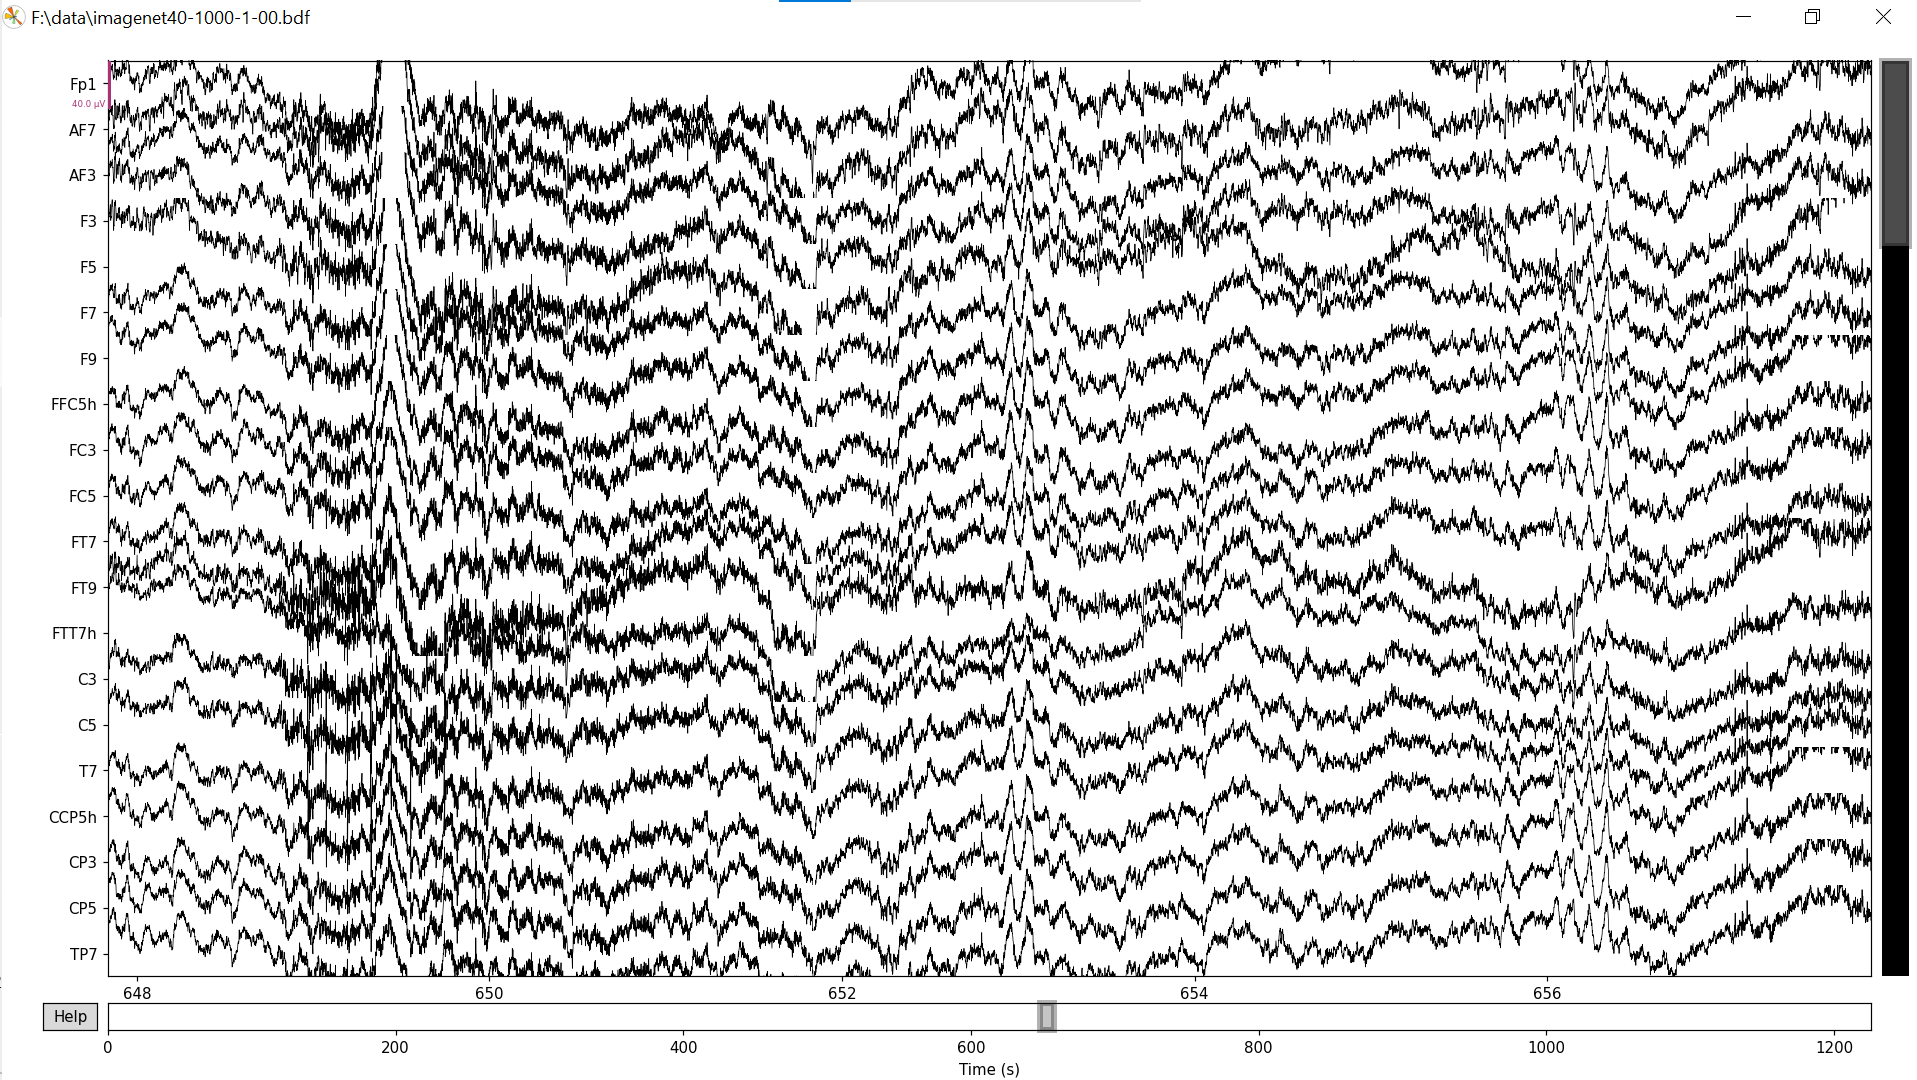 F:\data\imagenet40-1000-1-00.bdf
Fp1
40.0 µV
AF7
AF3
F3
F5
F7
F9
FFC5h
FC3
FC5
FT7
FT9
FTT7h
C3
C5
T7
CCP5h
CP3
CP5
TP7
648 650 652 654 656
Help
0 200 400 600 800 1000 1200
Time (s)